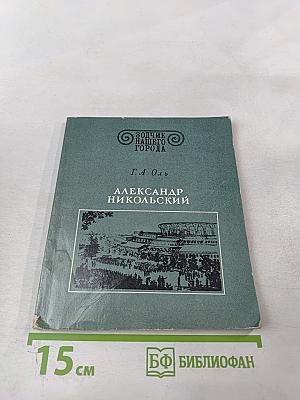 ЗОДЧИЕ
НАШЕГО
ГОРОДА
Г. А. Оль
АЛЕКСАНДР
НИКОЛЬСКИЙ
15 см
БФ БИБЛИОФАН